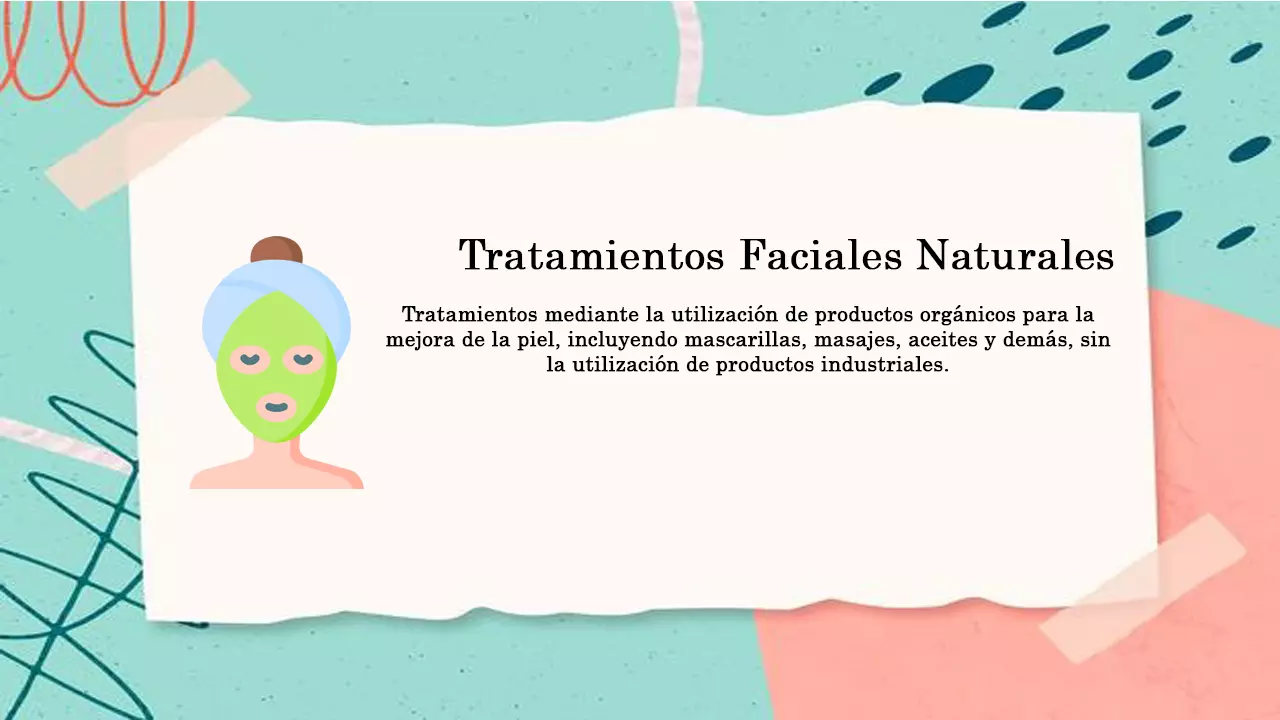 Tratamientos Faciales Naturales
Tratamientos mediante la utilización de productos orgánicos para la
mejora de la piel, incluyendo mascarillas, masajes, aceites y demás, sin
la utilización de productos industriales.